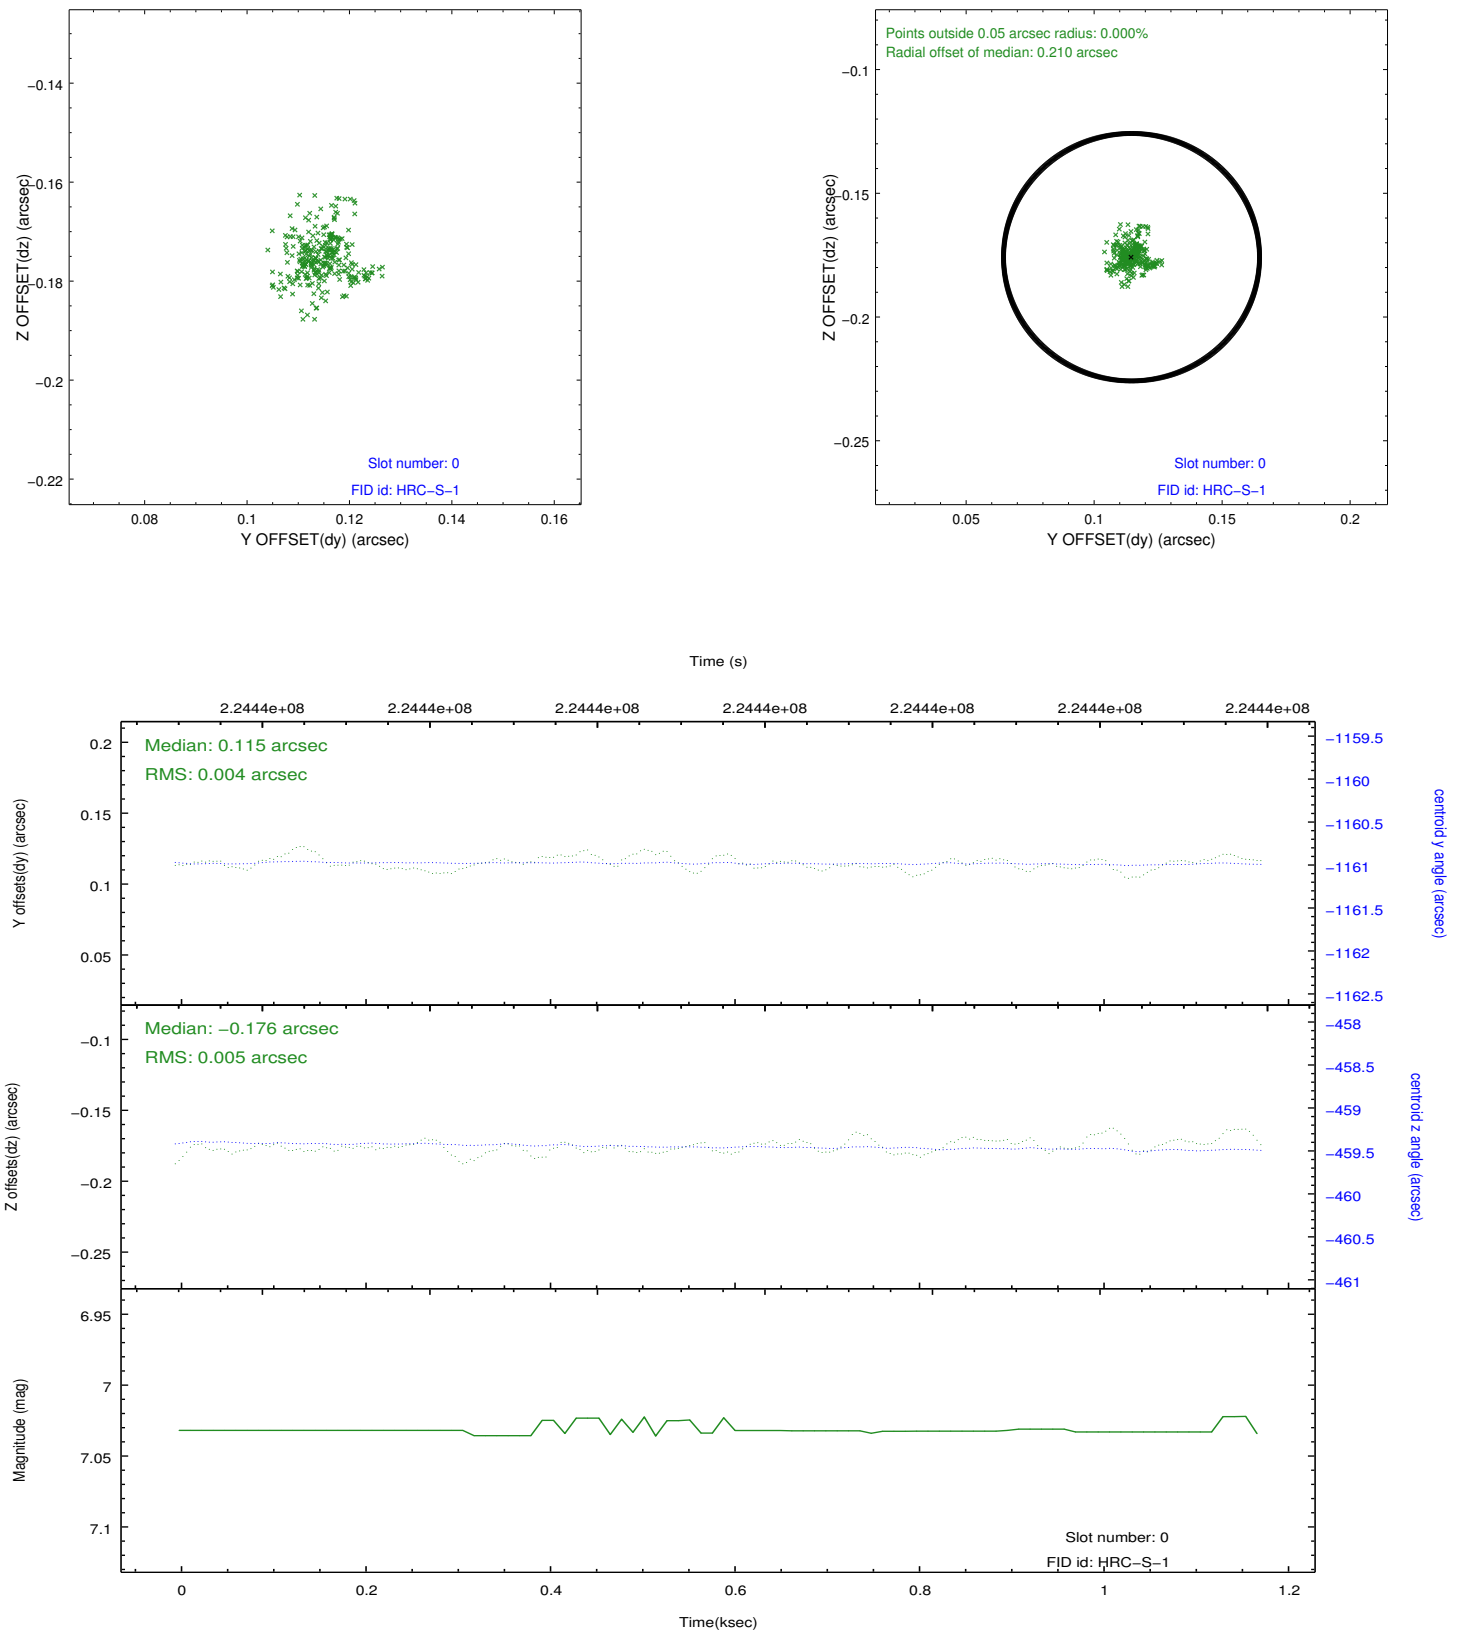 −0.14
−0.16
−0.18
−0.2
−0.22
Z OFFSET(dz) (arcsec)
Slot number: 0
FID id: HRC−S−1
0.08 0.1 0.12 0.14 0.16
Y OFFSET(dy) (arcsec)
Points outside 0.05 arcsec radius: 0.000%
Radial offset of median: 0.210 arcsec
−0.1
−0.15
−0.2
−0.25
Z OFFSET(dz) (arcsec)
Slot number: 0
FID id: HRC−S−1
0.05 0.1 0.15 0.2
Y OFFSET(dy) (arcsec)
Time (s)
2.2444e+08 2.2444e+08 2.2444e+08 2.2444e+08 2.2444e+08 2.2444e+08 2.2444e+08
Median: 0.115 arcsec
RMS: 0.004 arcsec
0.2
0.15
0.1
0.05
Y offsets(dy) (arcsec)
−1159.5
−1160
−1160.5
−1161
−1161.5
−1162
−1162.5
centroid y angle (arcsec)
Median: −0.176 arcsec
RMS: 0.005 arcsec
−0.1
−0.15
−0.2
−0.25
Z offsets(dz) (arcsec)
−458
−458.5
−459
−459.5
−460
−460.5
−461
centroid z angle (arcsec)
6.95
7
7.05
7.1
Magnitude (mag)
Slot number: 0
FID id: HRC−S−1
0 0.2 0.4 0.6 0.8 1 1.2
Time(ksec)